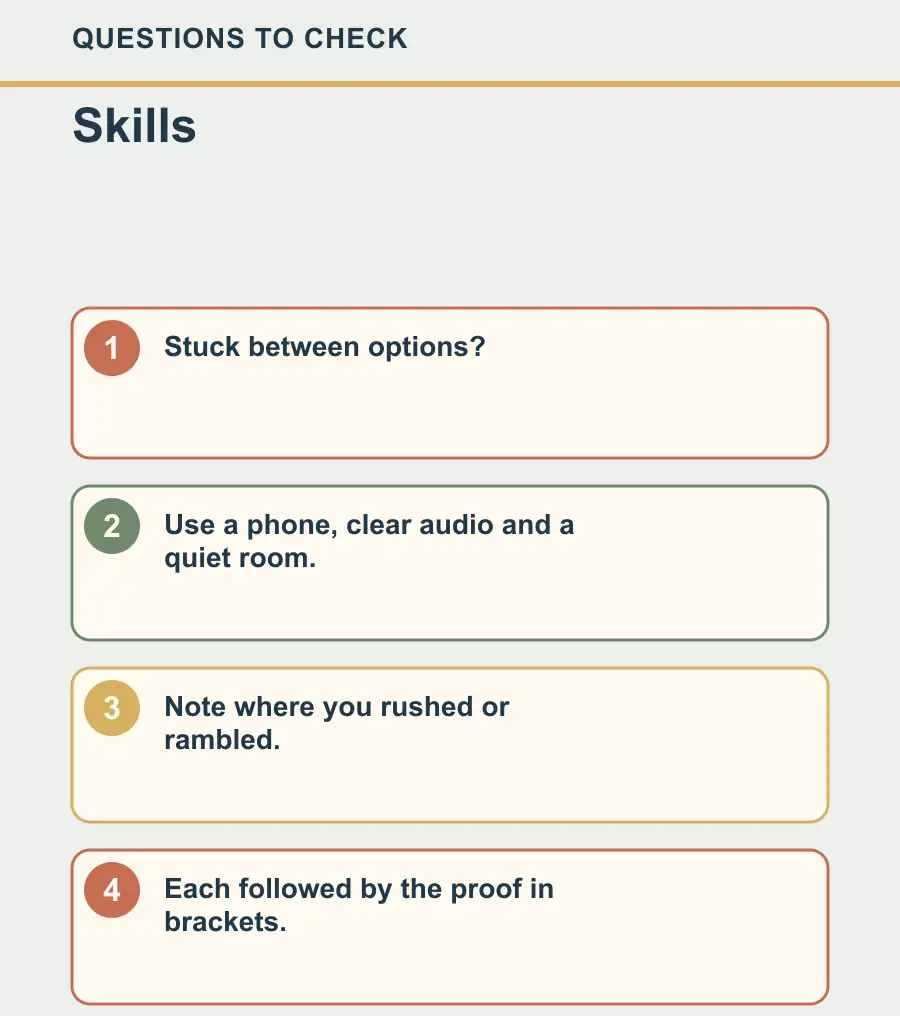 QUESTIONS TO CHECK
Skills
1
Stuck between options?
2
Use a phone, clear audio and a
quiet room.
3
Note where you rushed or
rambled.
4
Each followed by the proof in
brackets.